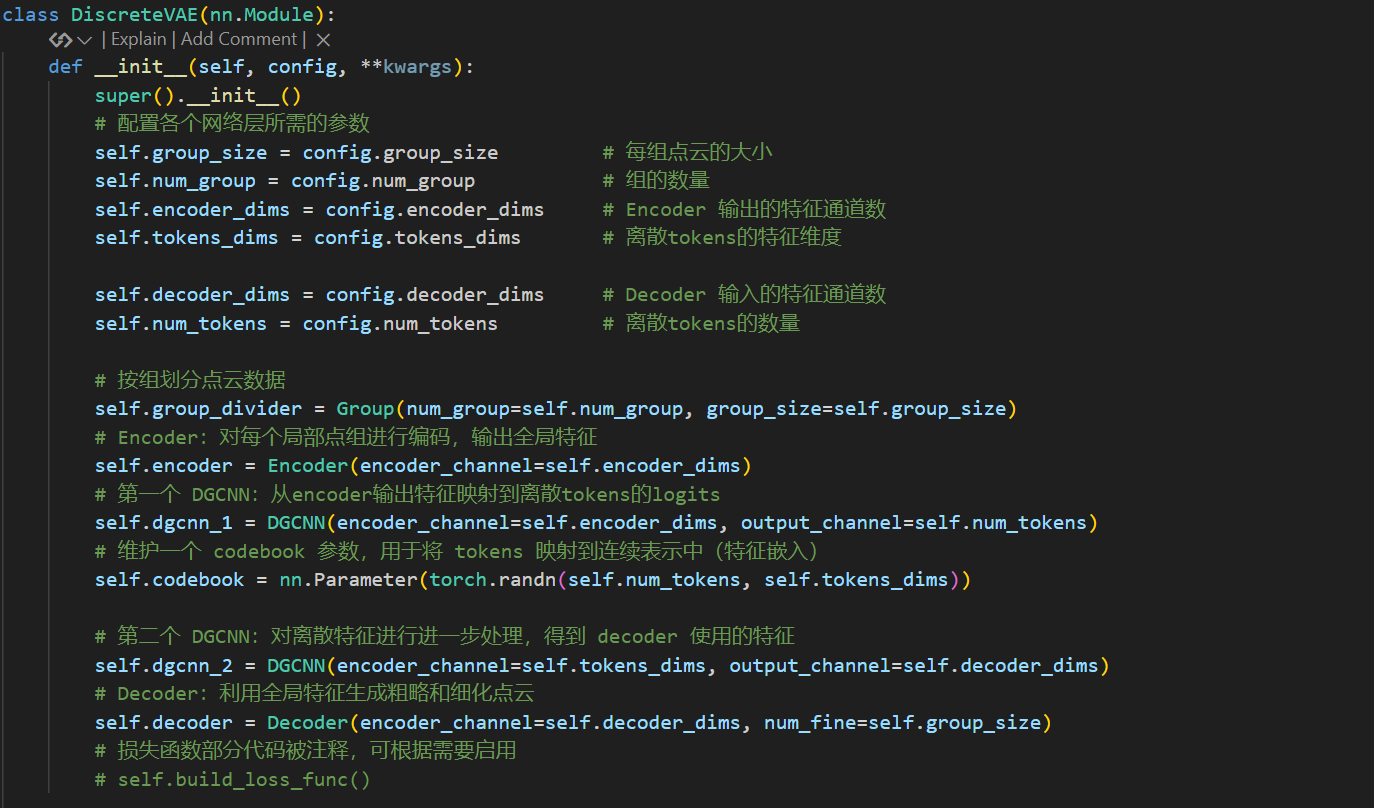 class DiscreteVAE(nn.Module):
| Explain | Add Comment | ×
def __init__(self, config, **kwargs):
super().__init__()
# 配置各个网络层所需的参数
self.group_size = config.group_size # 每组点云的大小
self.num_group = config.num_group # 组的数量
self.encoder_dims = config.encoder_dims # Encoder 输出的特征通道数
self.tokens_dims = config.tokens_dims # 离散tokens的特征维度
self.decoder_dims = config.decoder_dims # Decoder 输入的特征通道数
self.num_tokens = config.num_tokens # 离散tokens的数量
# 按组划分点云数据
self.group_divider = Group(num_group=self.num_group, group_size=self.group_size)
# Encoder: 对每个局部点组进行编码，输出全局特征
self.encoder = Encoder(encoder_channel=self.encoder_dims)
# 第一个 DGCNN: 从encoder输出特征映射到离散tokens的logits
self.dgcnn_1 = DGCNN(encoder_channel=self.encoder_dims, output_channel=self.num_tokens)
# 维护一个 codebook 参数，用于将 tokens 映射到连续表示中（特征嵌入）
self.codebook = nn.Parameter(torch.randn(self.num_tokens, self.tokens_dims))
# 第二个 DGCNN: 对离散特征进行进一步处理，得到 decoder 使用的特征
self.dgcnn_2 = DGCNN(encoder_channel=self.tokens_dims, output_channel=self.decoder_dims)
# Decoder: 利用全局特征生成粗略和细化点云
self.decoder = Decoder(encoder_channel=self.decoder_dims, num_fine=self.group_size)
# 损失函数部分代码被注释，可根据需要启用
# self.build_loss_func()